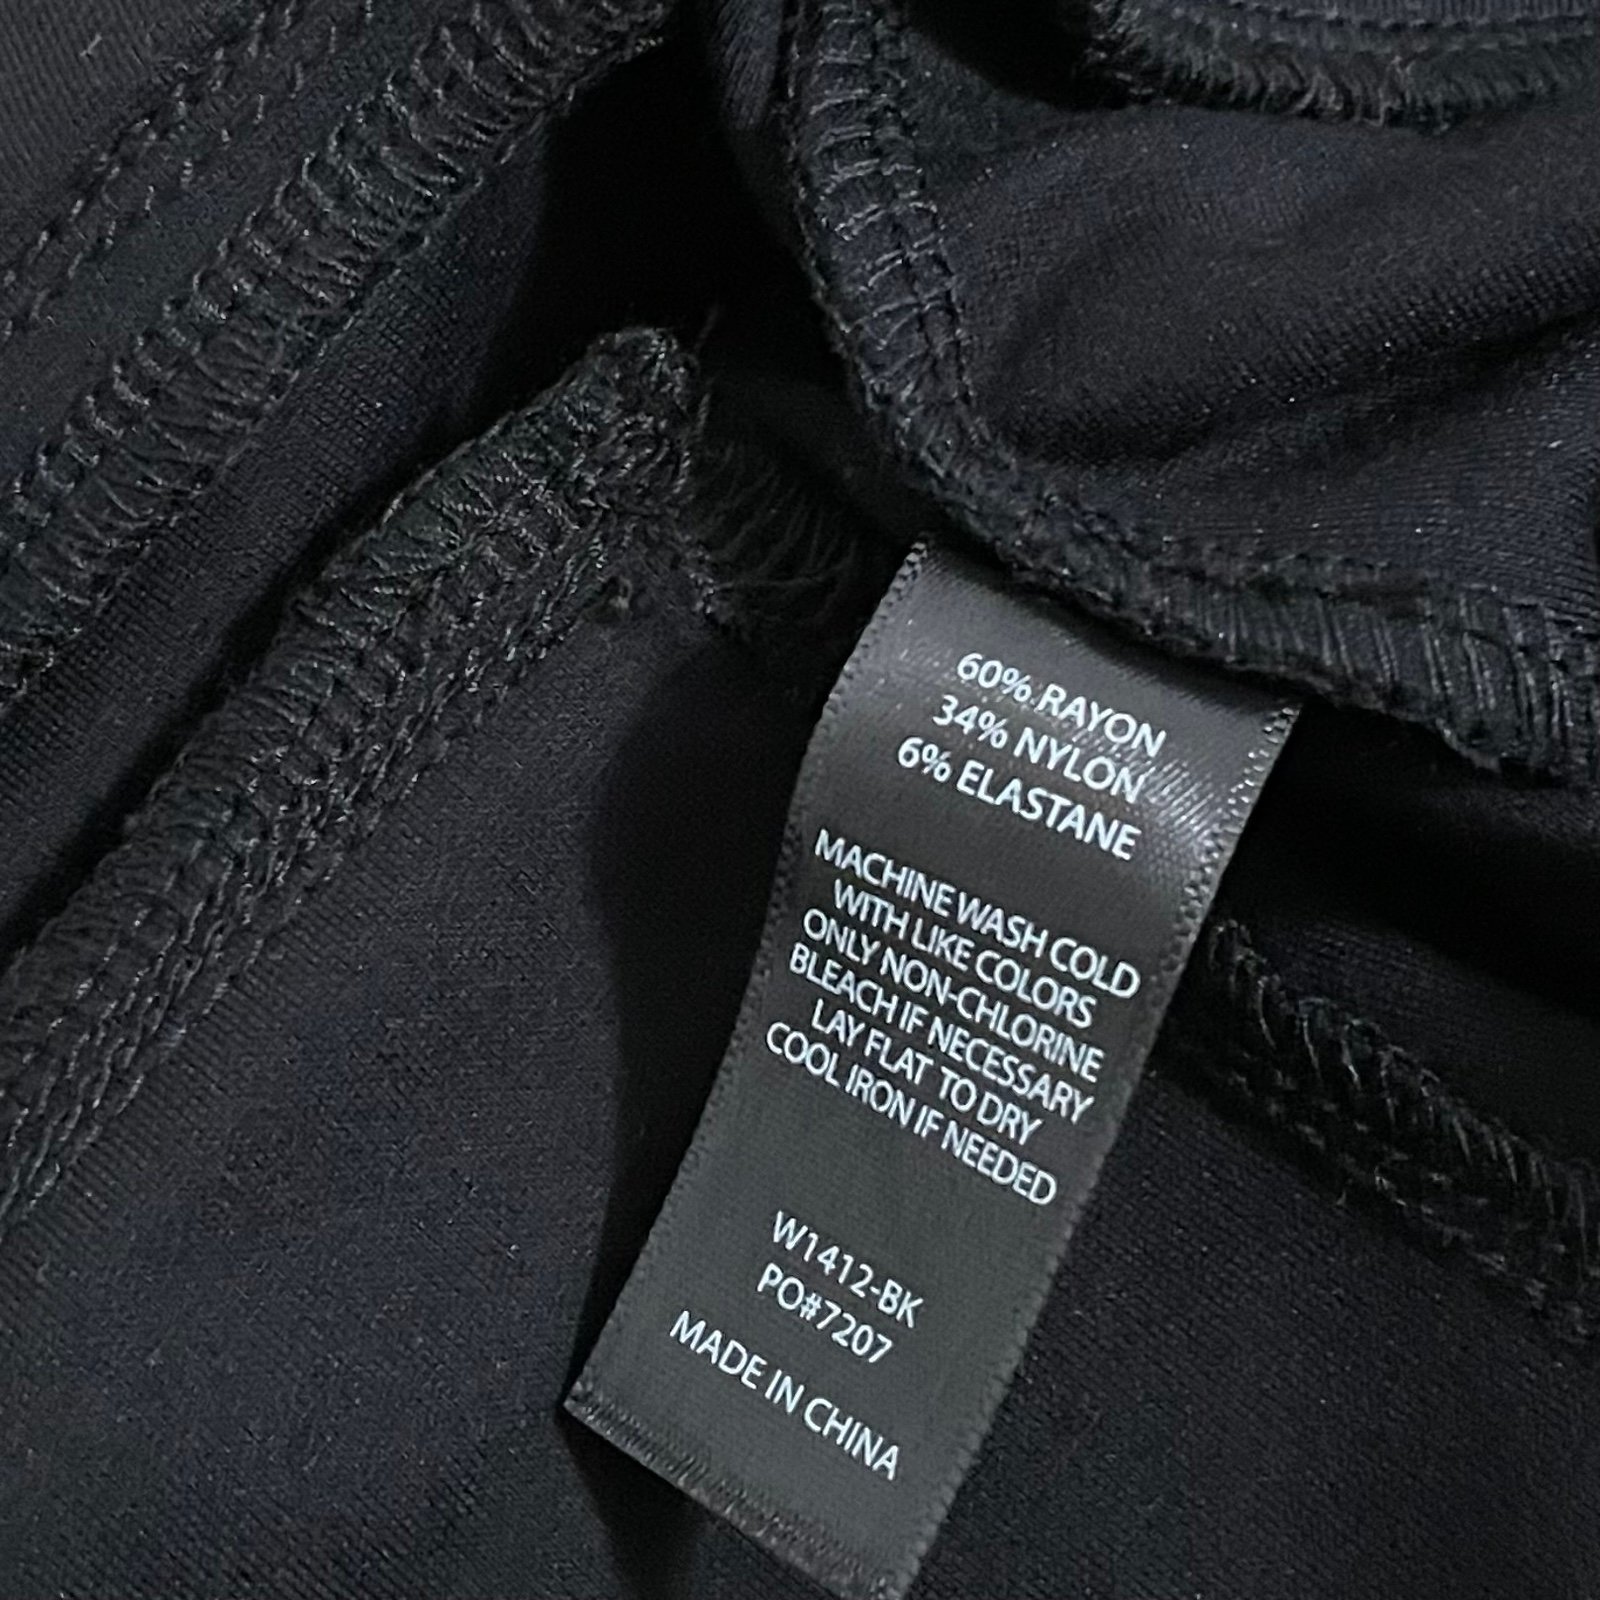 60% RAYON
34% NYLON
6% ELASTANE
MACHINE WASH COLD
WITH LIKE COLORS
ONLY NON-CHLORINE
BLEACH IF NECESSARY
LAY FLAT TO DRY
COOL IRON IF NEEDED
W1412-BK
PO#7207
MADE IN CHINA